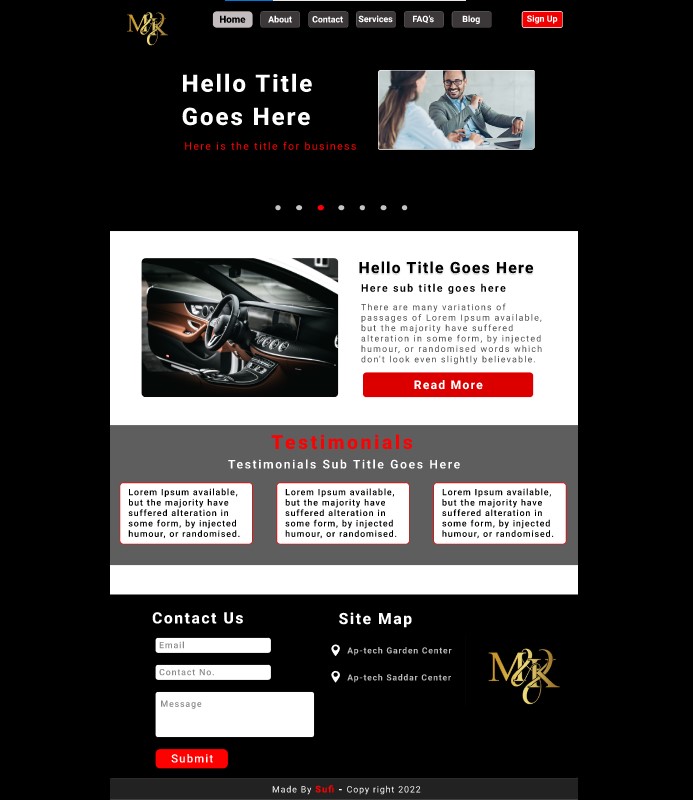 Home About Contact Services FAQ's Blog Sign Up
Hello Title
Goes Here
Here is the title for business
Hello Title Goes Here
Here sub title goes here
There are many variations of
passages of Lorem Ipsum available,
but the majority have suffered
alteration in some form, by injected
humour, or randomised words which
don't look even slightly believable.
Read More
Testimonials
Testimonials Sub Title Goes Here
Lorem Ipsum available,
but the majority have
suffered alteration in
some form, by injected
humour, or randomised.
Lorem Ipsum available,
but the majority have
suffered alteration in
some form, by injected
humour, or randomised.
Lorem Ipsum available,
but the majority have
suffered alteration in
some form, by injected
humour, or randomised.
Contact Us
Email
Contact No.
Message
Submit
Site Map
Ap-tech Garden Center
Ap-tech Saddar Center
Made By Sufi - Copy right 2022